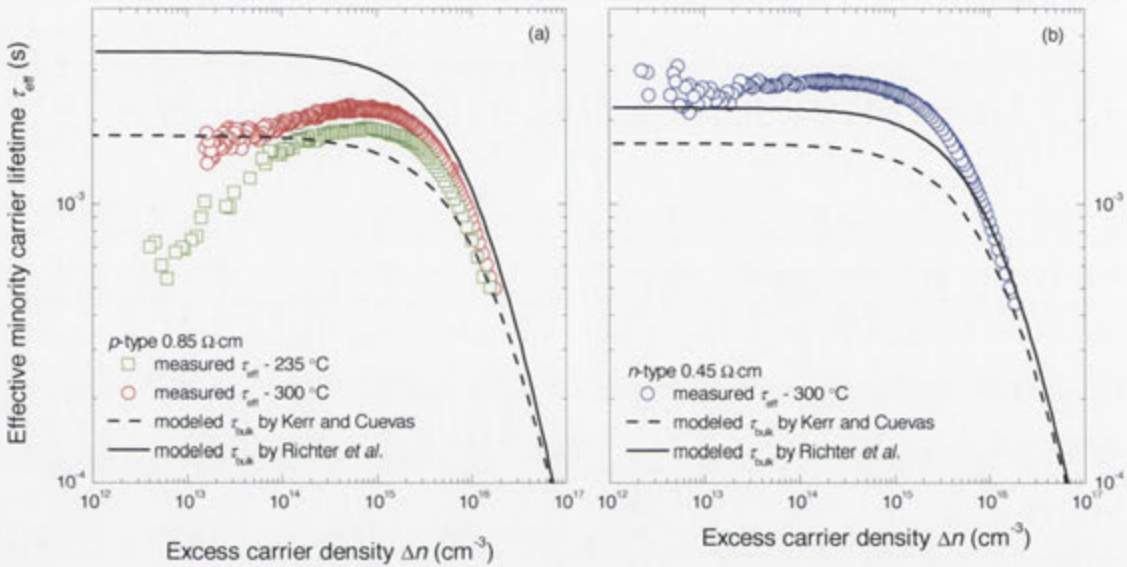 Effective minority carrier lifetime τeff (s)
(a)
10⁻³
10⁻⁴
p-type 0.85 Ω·cm
measured τeff - 235 °C
measured τeff - 300 °C
modeled τbulk by Kerr and Cuevas
modeled τbulk by Richter et al.
10¹² 10¹³ 10¹⁴ 10¹⁵ 10¹⁶ 10¹⁷
Excess carrier density Δn (cm⁻³)
(b)
10⁻³
10⁻⁴
n-type 0.45 Ω·cm
measured τeff - 300 °C
modeled τbulk by Kerr and Cuevas
modeled τbulk by Richter et al.
10¹² 10¹³ 10¹⁴ 10¹⁵ 10¹⁶ 10¹⁷
Excess carrier density Δn (cm⁻³)